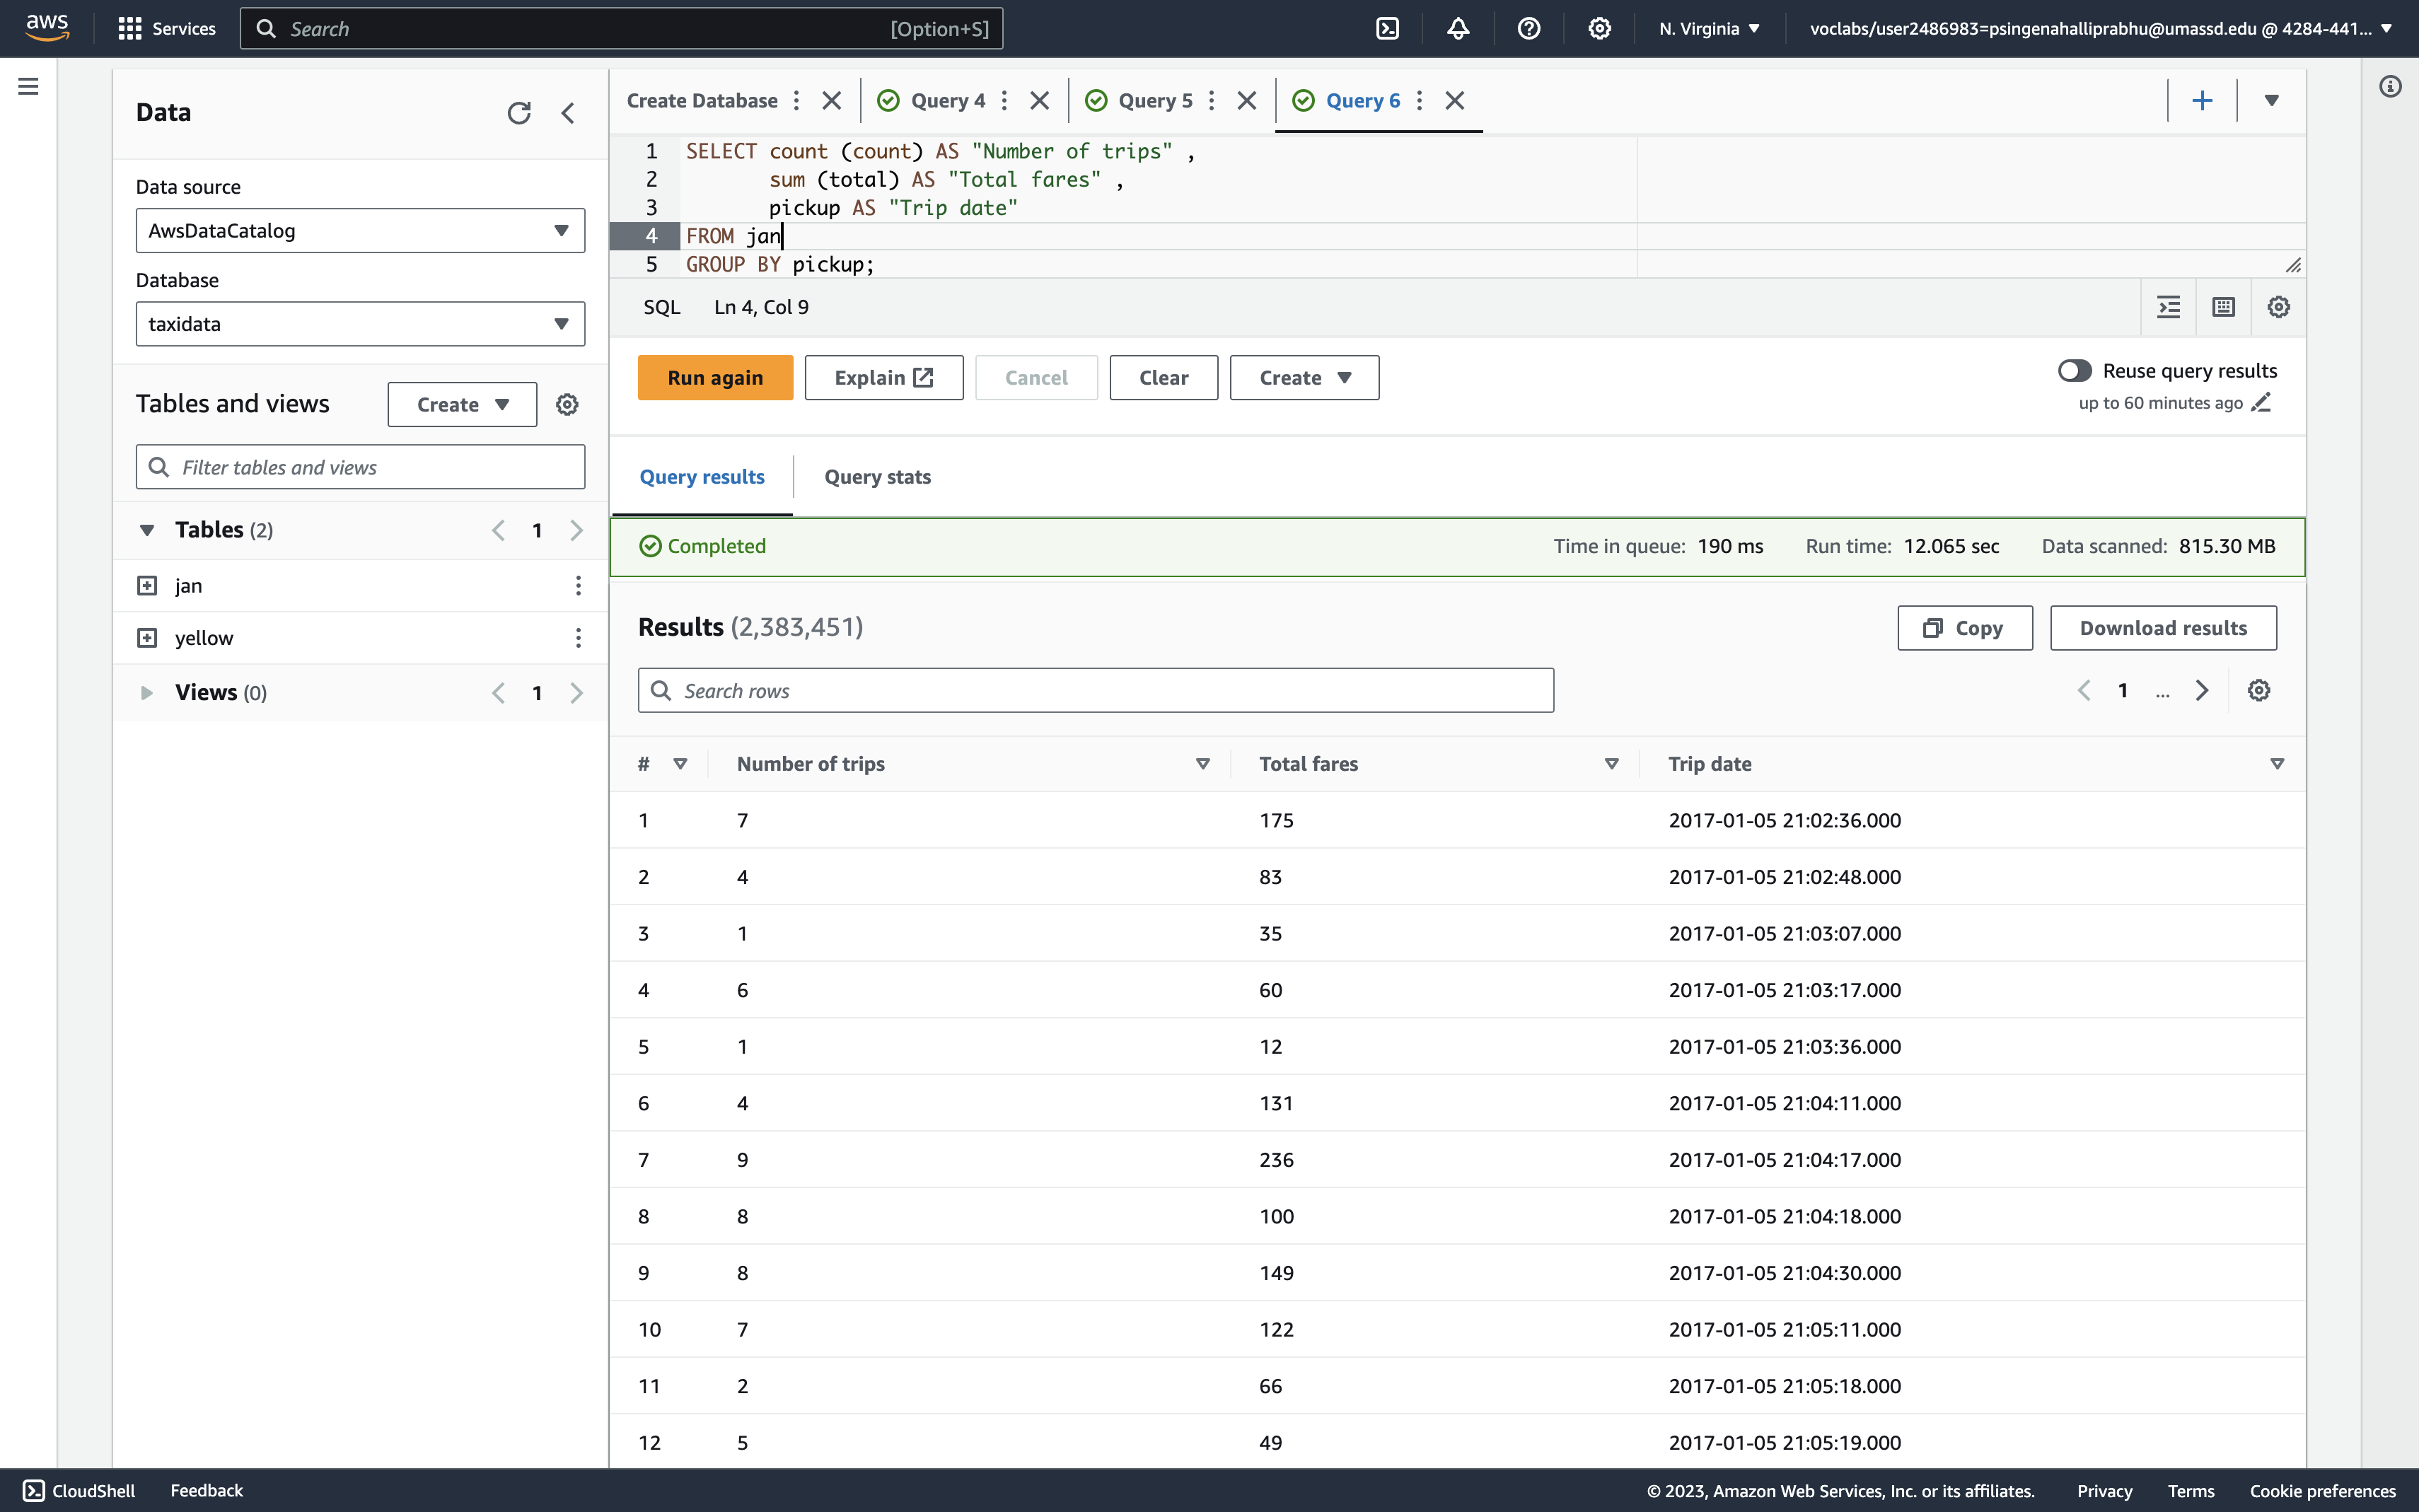 aws Services Search [Option+S] N. Virginia voclabs/user2486983=psingenahalliprabhu@umassd.edu @ 4284-441...
Data
Data source
AwsDataCatalog
Database
taxidata
Tables and views Create
Filter tables and views
Tables (2) 1
jan
yellow
Views (0) 1
Create Database Query 4 Query 5 Query 6
1 SELECT count (count) AS "Number of trips" ,
2 sum (total) AS "Total fares" ,
3 pickup AS "Trip date"
4 FROM jan
5 GROUP BY pickup;
SQL Ln 4, Col 9
Run again Explain Cancel Clear Create Reuse query results
up to 60 minutes ago
Query results Query stats
Completed Time in queue: 190 ms Run time: 12.065 sec Data scanned: 815.30 MB
Results (2,383,451) Copy Download results
Search rows 1 ...
# Number of trips Total fares Trip date
1 7 175 2017-01-05 21:02:36.000
2 4 83 2017-01-05 21:02:48.000
3 1 35 2017-01-05 21:03:07.000
4 6 60 2017-01-05 21:03:17.000
5 1 12 2017-01-05 21:03:36.000
6 4 131 2017-01-05 21:04:11.000
7 9 236 2017-01-05 21:04:17.000
8 8 100 2017-01-05 21:04:18.000
9 8 149 2017-01-05 21:04:30.000
10 7 122 2017-01-05 21:05:11.000
11 2 66 2017-01-05 21:05:18.000
12 5 49 2017-01-05 21:05:19.000
CloudShell Feedback © 2023, Amazon Web Services, Inc. or its affiliates. Privacy Terms Cookie preferences